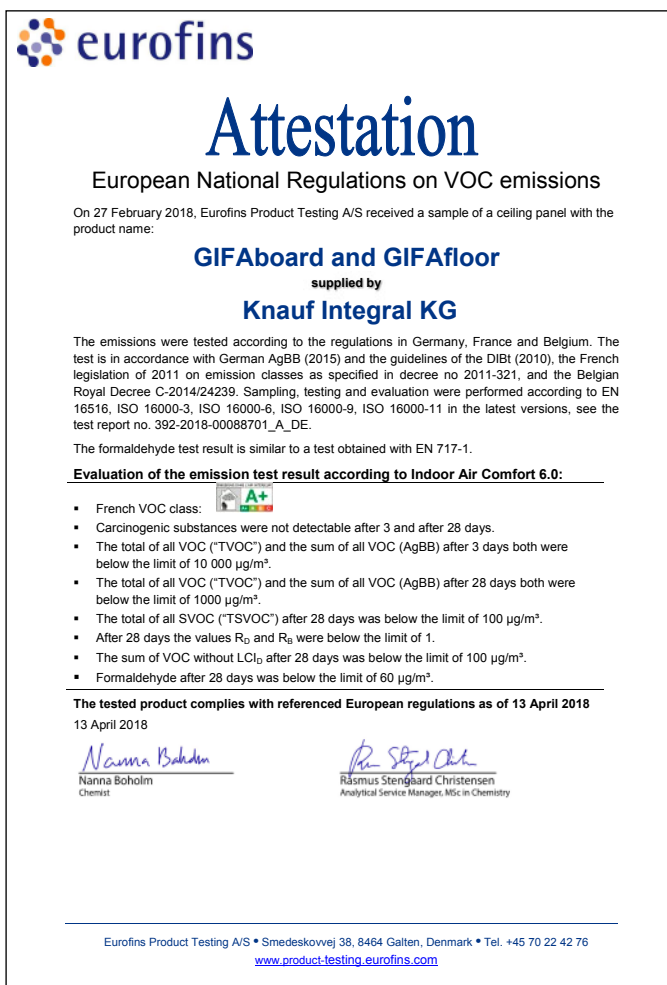 eurofins
Attestation
European National Regulations on VOC emissions
On 27 February 2018, Eurofins Product Testing A/S received a sample of a ceiling panel with the
product name:
GIFAboard and GIFAfloor
supplied by
Knauf Integral KG
The emissions were tested according to the regulations in Germany, France and Belgium. The
test is in accordance with German AgBB (2015) and the guidelines of the DIBt (2010), the French
legislation of 2011 on emission classes as specified in decree no 2011-321, and the Belgian
Royal Decree C-2014/24239. Sampling, testing and evaluation were performed according to EN
16516, ISO 16000-3, ISO 16000-6, ISO 16000-9, ISO 16000-11 in the latest versions, see the
test report no. 392-2018-00088701_A_DE.
The formaldehyde test result is similar to a test obtained with EN 717-1.
Evaluation of the emission test result according to Indoor Air Comfort 6.0:
▪ French VOC class: A+
▪ Carcinogenic substances were not detectable after 3 and after 28 days.
▪ The total of all VOC (“TVOC”) and the sum of all VOC (AgBB) after 3 days both were
below the limit of 10 000 µg/m³.
▪ The total of all VOC (“TVOC”) and the sum of all VOC (AgBB) after 28 days both were
below the limit of 1000 µg/m³.
▪ The total of all SVOC (“TSVOC”) after 28 days was below the limit of 100 µg/m³.
▪ After 28 days the values RD and RB were below the limit of 1.
▪ The sum of VOC without LCID after 28 days was below the limit of 100 µg/m³.
▪ Formaldehyde after 28 days was below the limit of 60 µg/m³.
The tested product complies with referenced European regulations as of 13 April 2018
13 April 2018
Nanna Boholm
Rasmus Stengaard Christensen
Chemist
Analytical Service Manager, MSc in Chemistry
Eurofins Product Testing A/S • Smedeskovvej 38, 8464 Galten, Denmark • Tel. +45 70 22 42 76
www.product-testing.eurofins.com